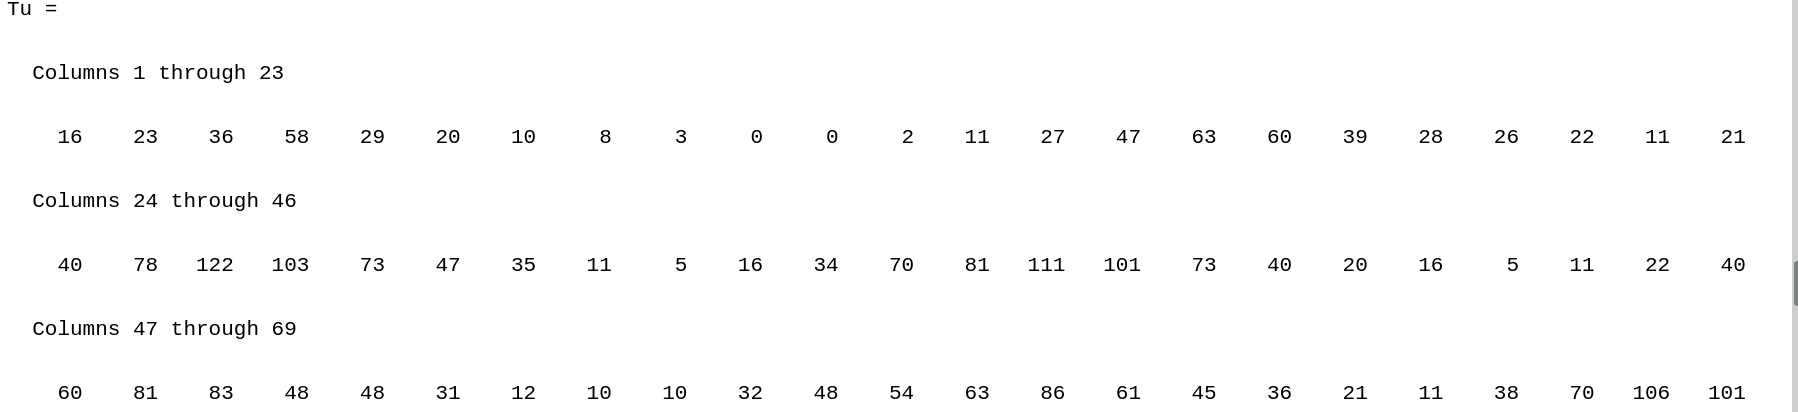 Tu =
Columns 1 through 23
16 23 36 58 29 20 10 8 3 0 0 2 11 27 47 63 60 39 28 26 22 11 21
Columns 24 through 46
40 78 122 103 73 47 35 11 5 16 34 70 81 111 101 73 40 20 16 5 11 22 40
Columns 47 through 69
60 81 83 48 48 31 12 10 10 32 48 54 63 86 61 45 36 21 11 38 70 106 101